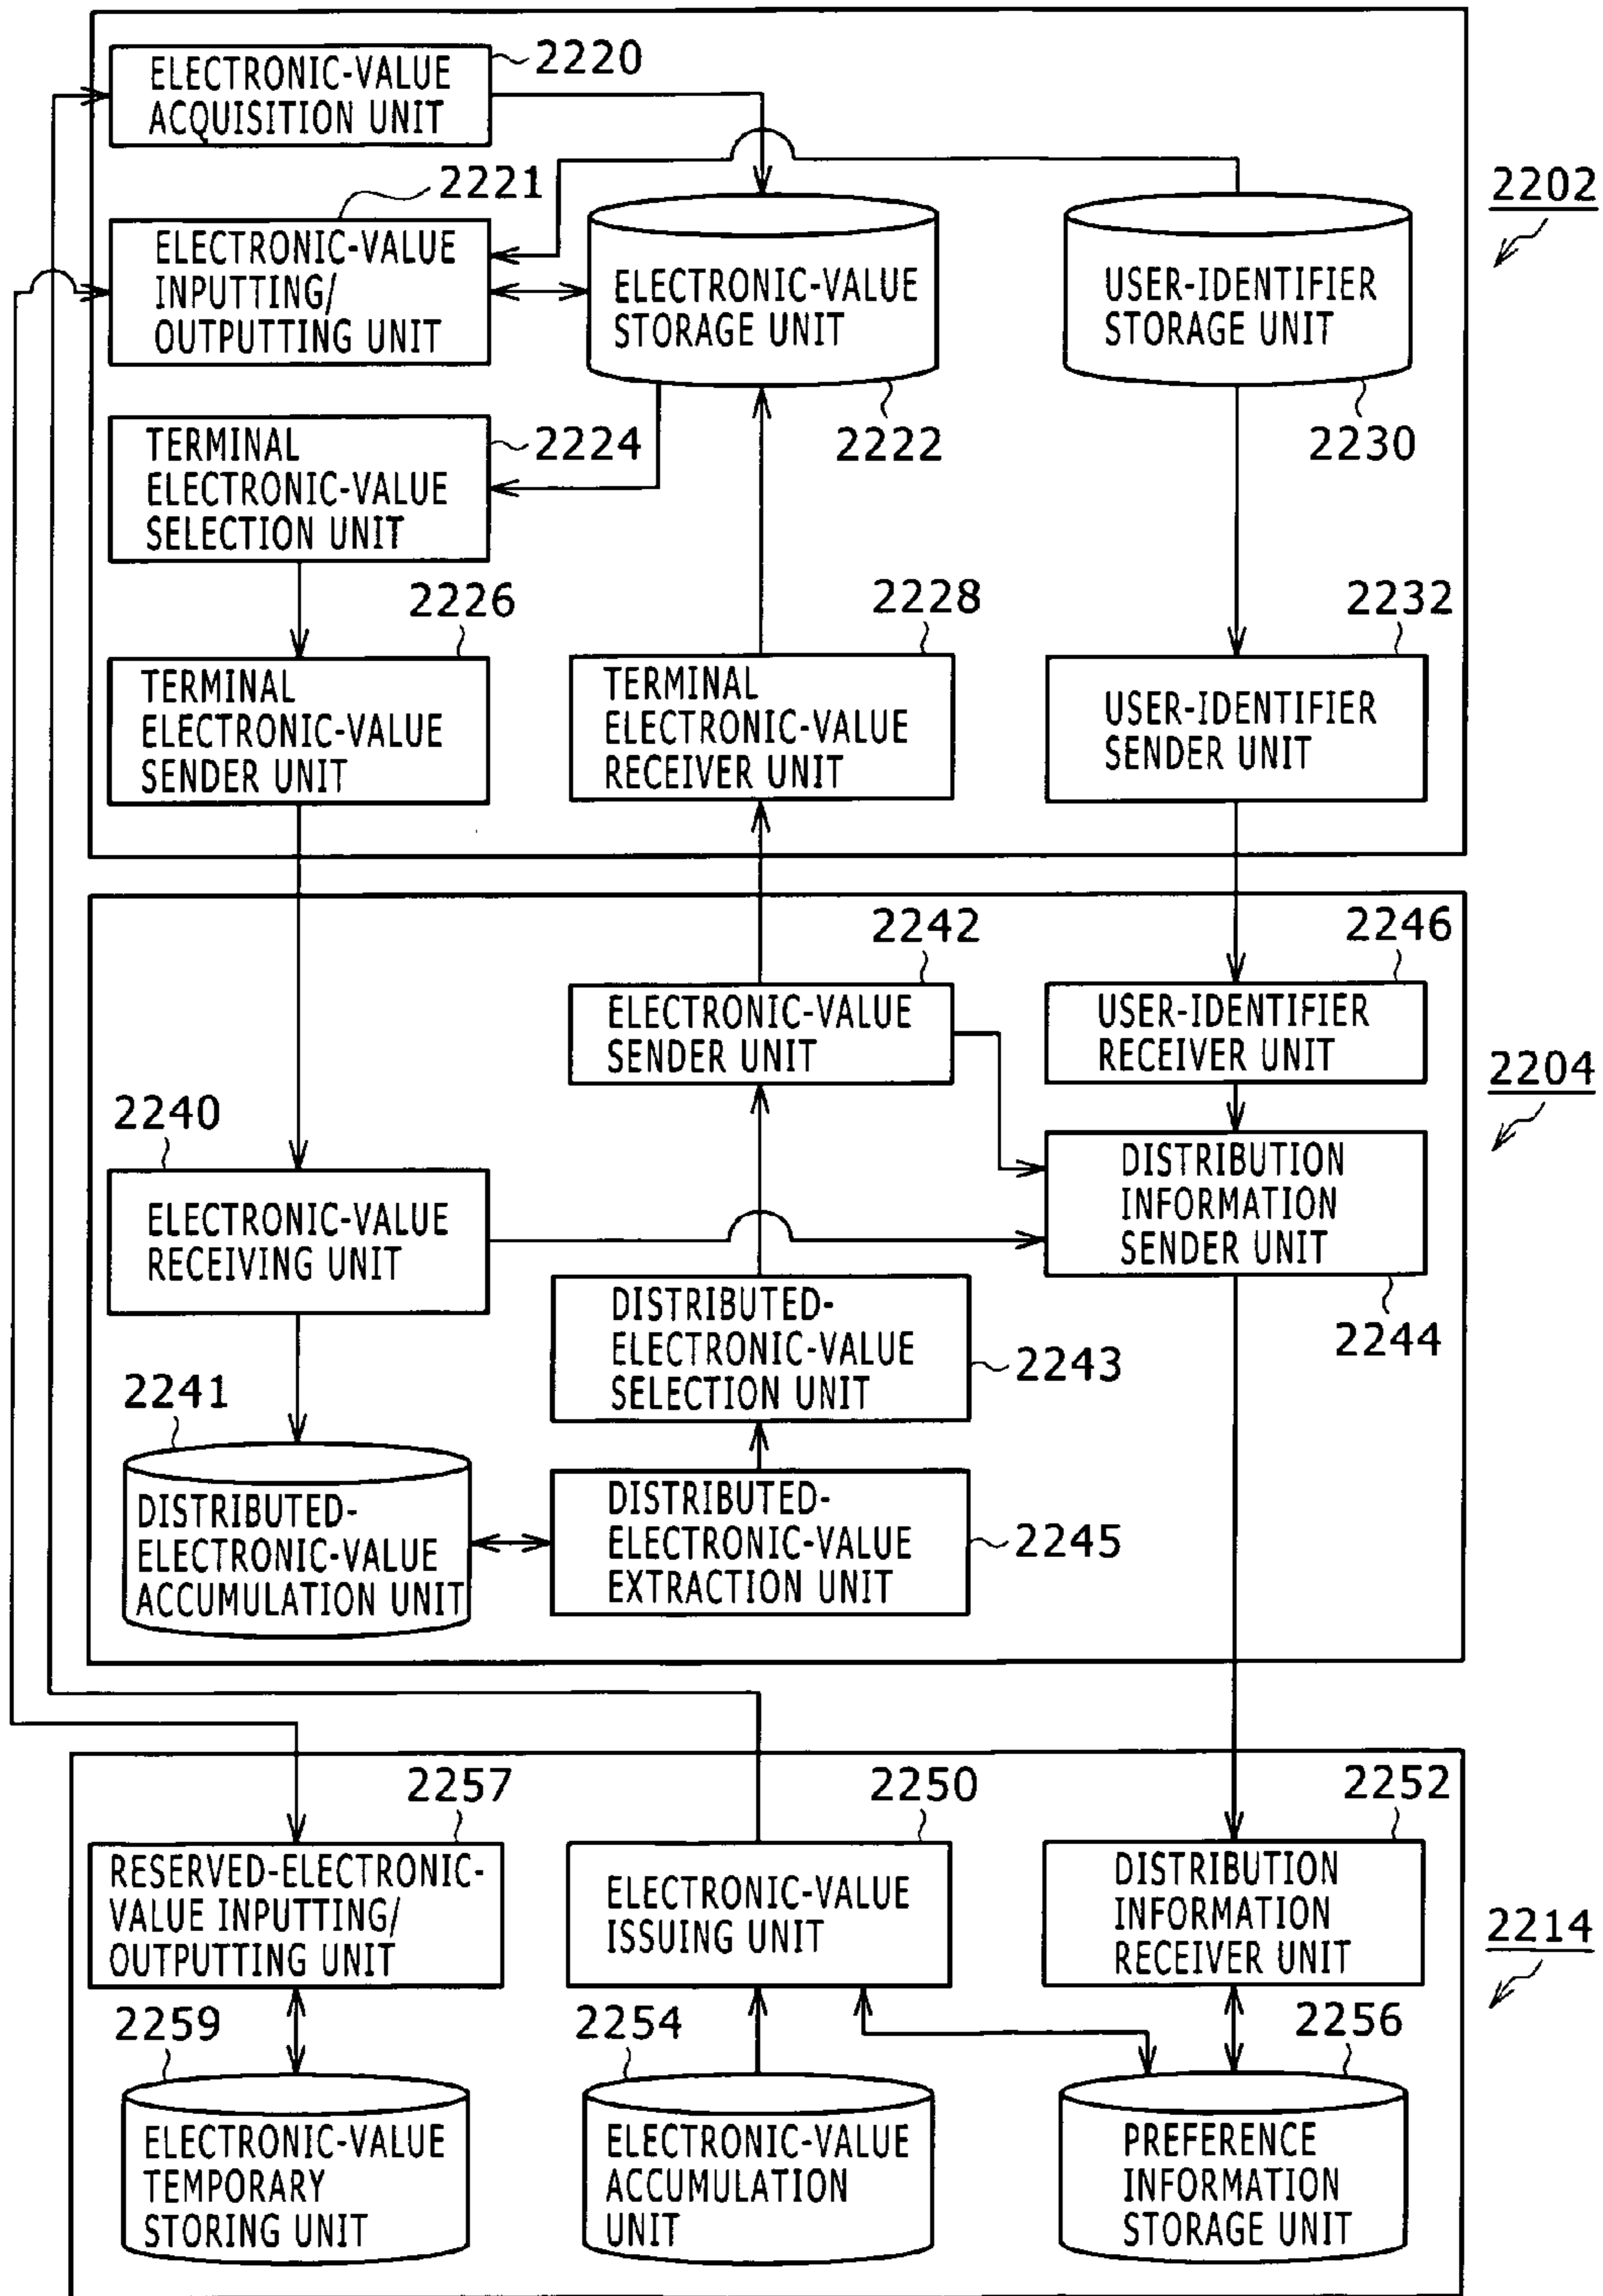 ELECTRONIC-VALUE
ACQUISITION UNIT
2220
2221
2202
ELECTRONIC-VALUE
INPUTTING/
OUTPUTTING UNIT
ELECTRONIC-VALUE
STORAGE UNIT
USER-IDENTIFIER
STORAGE UNIT
TERMINAL
ELECTRONIC-VALUE
SELECTION UNIT
2224
2222
2230
2226
2228
2232
TERMINAL
ELECTRONIC-VALUE
SENDER UNIT
TERMINAL
ELECTRONIC-VALUE
RECEIVER UNIT
USER-IDENTIFIER
SENDER UNIT
2242
2246
ELECTRONIC-VALUE
SENDER UNIT
USER-IDENTIFIER
RECEIVER UNIT
2204
2240
ELECTRONIC-VALUE
RECEIVING UNIT
DISTRIBUTION
INFORMATION
SENDER UNIT
2244
DISTRIBUTED-
ELECTRONIC-VALUE
SELECTION UNIT
2243
2241
DISTRIBUTED-
ELECTRONIC-VALUE
ACCUMULATION UNIT
DISTRIBUTED-
ELECTRONIC-VALUE
EXTRACTION UNIT
2245
2257
2250
2252
RESERVED-ELECTRONIC-
VALUE INPUTTING/
OUTPUTTING UNIT
ELECTRONIC-VALUE
ISSUING UNIT
DISTRIBUTION
INFORMATION
RECEIVER UNIT
2214
2259
2254
2256
ELECTRONIC-VALUE
TEMPORARY
STORING UNIT
ELECTRONIC-VALUE
ACCUMULATION
UNIT
PREFERENCE
INFORMATION
STORAGE UNIT